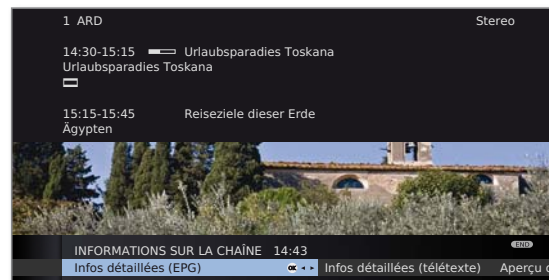 1 ARD Stereo
14:30-15:15 Urlaubsparadies Toskana
Urlaubsparadies Toskana
15:15-15:45 Reiseziele dieser Erde
Ägypten
INFORMATIONS SUR LA CHAÎNE 14:43 END
Infos détaillées (EPG) OK Infos détaillées (télétexte) Aperçu